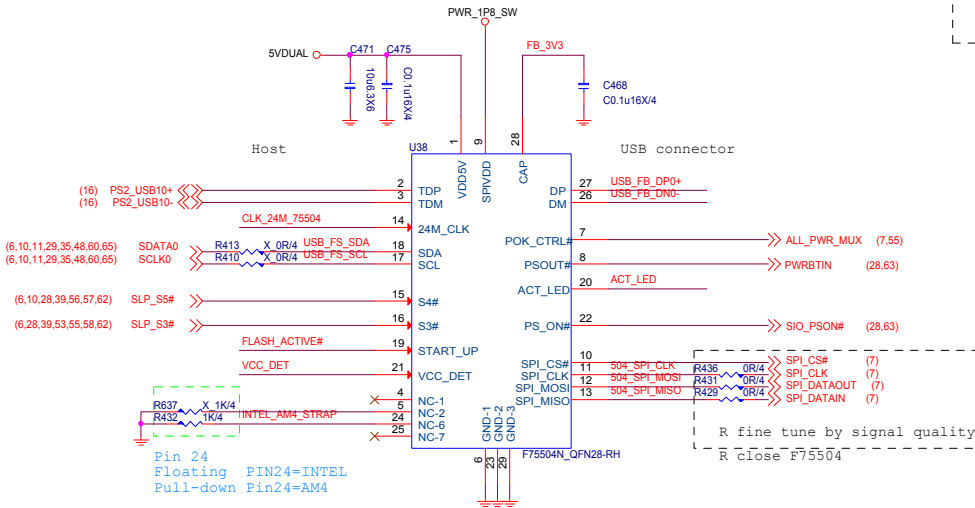 PWR_1P8_SW
5VDUAL
C471
C475
FB_3V3
10u6.3X6
C0.1u16X/4
C468
C0.1u16X/4
1
9
28
Host
U38
USB connector
VDD5V
SPIVDD
CAP
(16) PS2_USB10+ 2 TDP
(16) PS2_USB10- 3 TDM
DP 27 USB_FB_DP0+
DM 26 USB_FB_DN0-
CLK_24M_75504 14 24M_CLK
POK_CTRL# 7 ALL_PWR_MUX (7,55)
(6,10,11,29,35,48,60,65) SDATA0 R413 X_0R/4 USB_FS_SDA 18 SDA
(6,10,11,29,35,48,60,65) SCLK0 R410 X_0R/4 USB_FS_SCL 17 SCL
PSOUT# 8 PWRBTIN (28,63)
ACT_LED 20 ACT_LED
(6,10,28,39,56,57,62) SLP_S5# 15 S4#
(6,28,39,53,55,58,62) SLP_S3# 16 S3#
PS_ON# 22 SIO_PSON# (28,63)
FLASH_ACTIVE# 19 START_UP
VCC_DET 21 VCC_DET
SPI_CS# 10 SPI_CS# (7)
SPI_CLK 11 504_SPI_CLK R436 0R/4 SPI_CLK (7)
SPI_MOSI 12 504_SPI_MOSI R431 0R/4 SPI_DATAOUT (7)
SPI_MISO 13 504_SPI_MISO R429 0R/4 SPI_DATAIN (7)
4 NC-1
R637 X_1K/4 5 NC-2
R432 1K/4 INTEL_AM4_STRAP 24 NC-6
25 NC-7
GND-1
GND-2
GND-3
R fine tune by signal quality
R close F75504
F75504N_QFN28-RH
6
23
29
Pin 24
Floating PIN24=INTEL
Pull-down Pin24=AM4